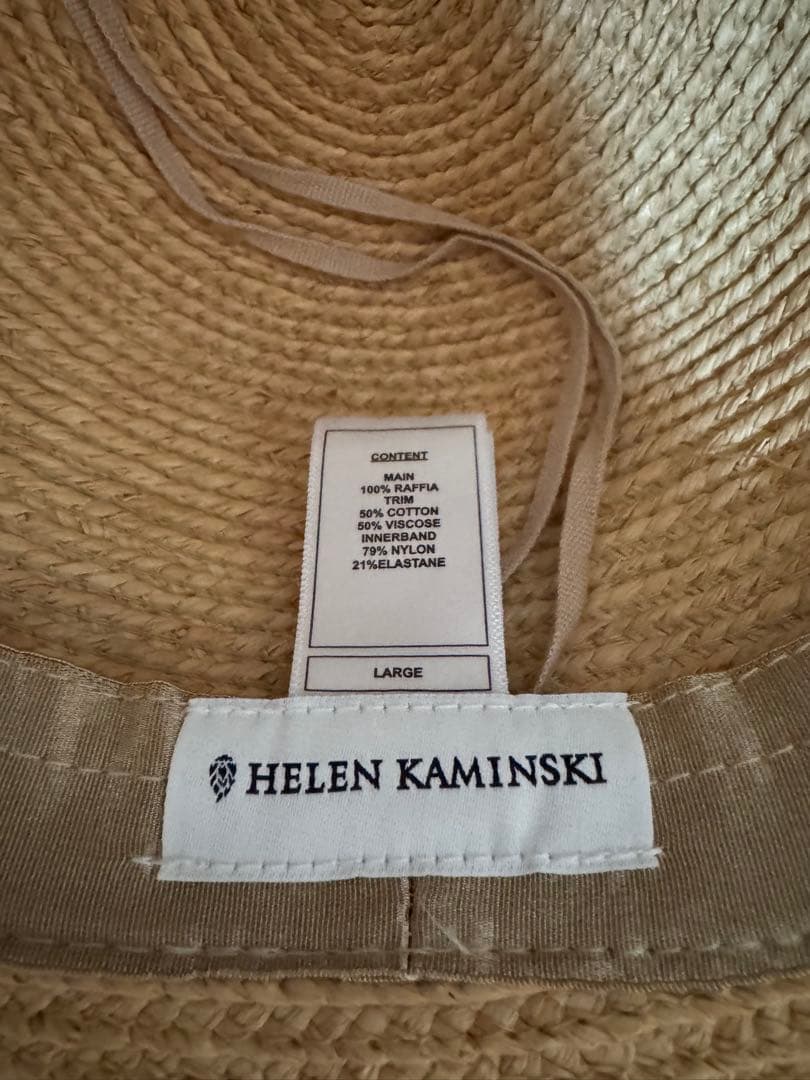 CONTENT
MAIN
100% RAFFIA
TRIM
50% COTTON
50% VISCOSE
INNERBAND
79% NYLON
21%ELASTANE
LARGE
HELEN KAMINSKI